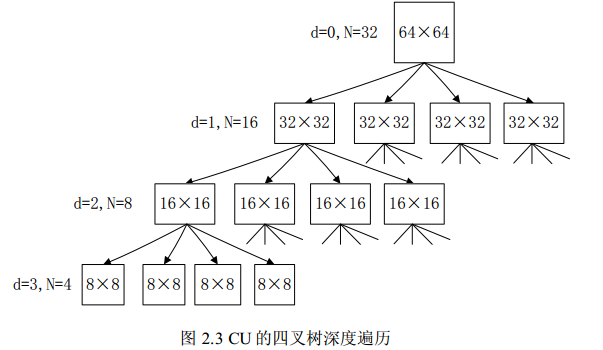 d=0,N=32 64×64
d=1,N=16 32×32 32×32 32×32 32×32
d=2,N=8 16×16 16×16 16×16 16×16
d=3,N=4 8×8 8×8 8×8 8×8
图 2.3 CU 的四叉树深度遍历